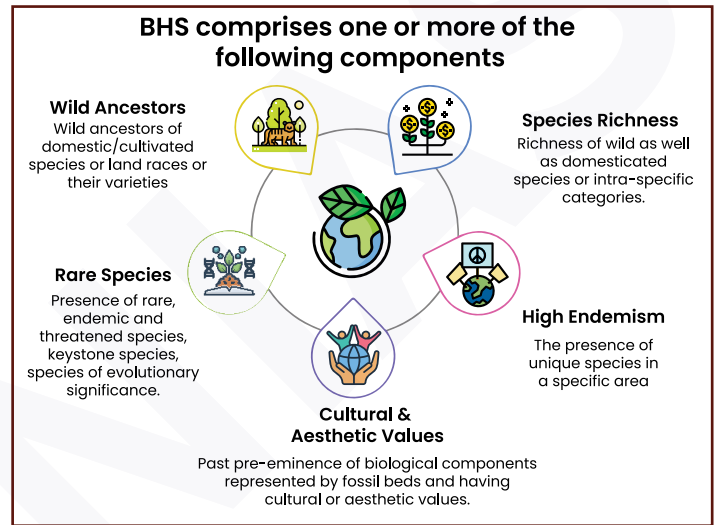 BHS comprises one or more of the
following components
Wild Ancestors
Wild ancestors of
domestic/cultivated
species or land races or
their varieties
Species Richness
Richness of wild as well
as domesticated
species or intra-specific
categories.
Rare Species
Presence of rare,
endemic and
threatened species,
keystone species,
species of evolutionary
significance.
High Endemism
The presence of
unique species in
a specific area
Cultural &
Aesthetic Values
Past pre-eminence of biological components
represented by fossil beds and having
cultural or aesthetic values.